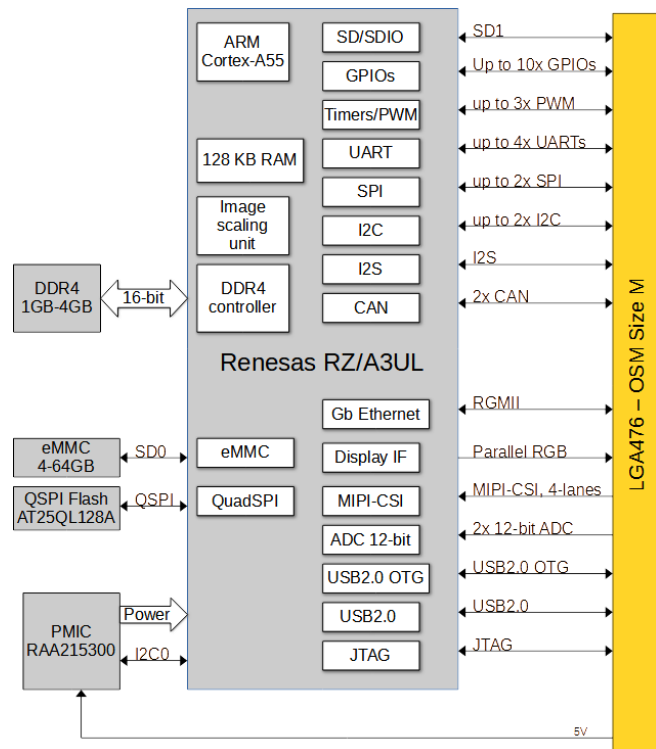 ARM
Cortex-A55
128 KB RAM
Image
scaling
unit
DDR4
controller
SD/SDIO
GPIOs
Timers/PWM
UART
SPI
I2C
I2S
CAN
SD1
Up to 10x GPIOs
up to 3x PWM
up to 4x UARTs
up to 2x SPI
up to 2x I2C
I2S
2x CAN
DDR4
1GB-4GB
16-bit
Renesas RZ/A3UL
eMMC
4-64GB
SD0
eMMC
QSPI Flash
AT25QL128A
QSPI
QuadSPI
PMIC
RAA215300
Power
I2C0
Gb Ethernet
Display IF
MIPI-CSI
ADC 12-bit
USB2.0 OTG
USB2.0
JTAG
RGMII
Parallel RGB
MIPI-CSI, 4-lanes
2x 12-bit ADC
USB2.0 OTG
USB2.0
JTAG
5V
LGA476 – OSM Size M